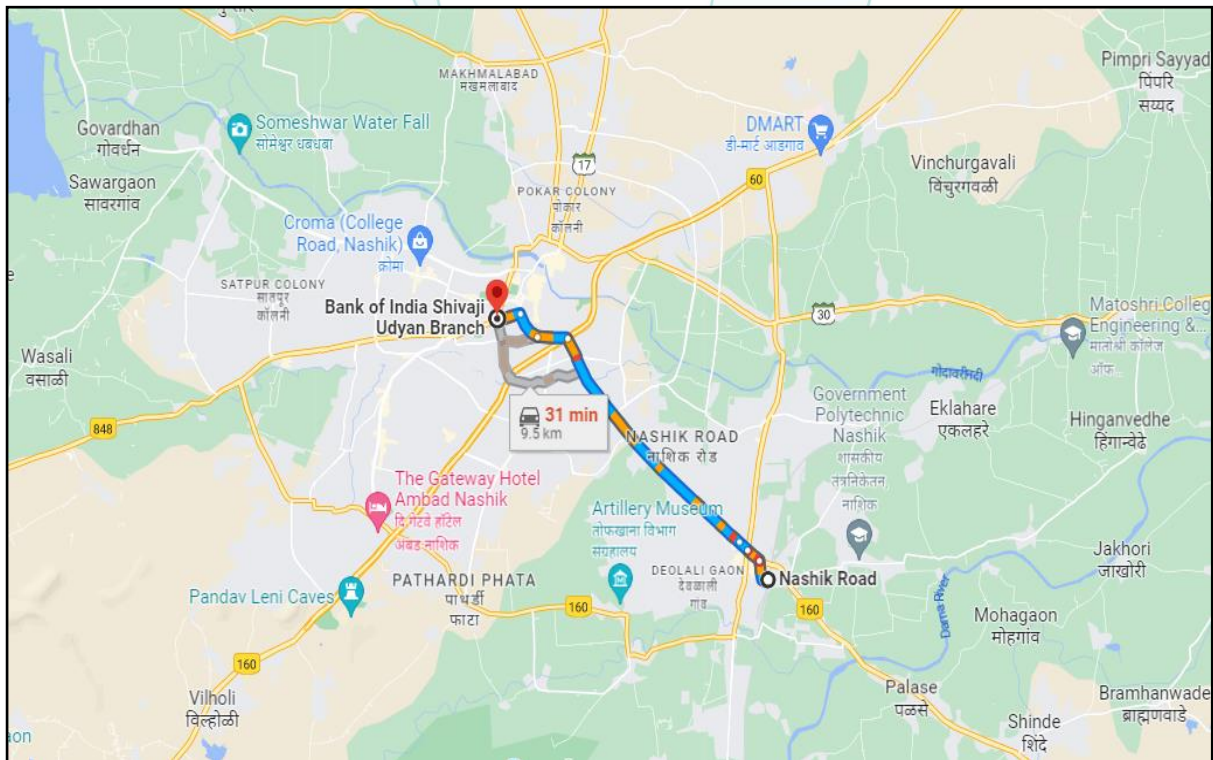 MAKHMALABAD
मखमलाबाद
Pimpri Sayyad
पिंपरि
सय्यद
Govardhan
गोवर्धन
Someshwar Water Fall
सोमेश्वर धबधबा
DMART
डी-मार्ट आडगाव
Sawargaon
सावरगांव
17
Vinchurgavali
विंचुरगवळी
60
POKAR COLONY
पोकार
कॉलनी
Croma (College
Road, Nashik)
क्रोमा
SATPUR COLONY
सातपूर
कॉलनी
Bank of India Shivaji
Udyan Branch
30
Matoshri Colleg
Engineering &...
मातोश्री कॉलेज
ऑफ...
Wasali
वसाळी
गोदावरी नदी
31 min
9.5 km
Government
Polytechnic
Nashik
शासकीय
तंत्रनिकेतन,
नाशिक
Eklahare
एकलहरे
Hinganvedhe
हिंगान्वेढे
848
NASHIK ROAD
नाशिक रोड
The Gateway Hotel
Ambad Nashik
दि गेटवे हॉटेल
अंबड नाशिक
Artillery Museum
तोफखाना विभाग
संग्रहालय
Jakhori
जाखोरी
PATHARDI PHATA
पाथर्डी
फाटा
DEOLALI GAON
देवळाली
गाव
Nashik Road
Pandav Leni Caves
160
160
Darna River
Mohagaon
मोहगांव
160
Vilholi
विल्होळी
Palase
पळसे
Bramhanwade
ब्राह्मणवाडे
Shinde
शिंदे